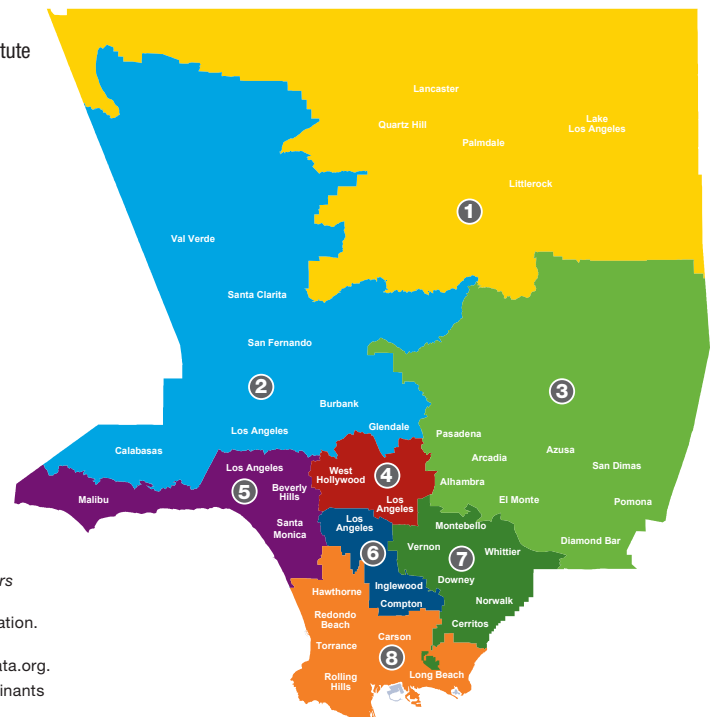 tute
Lancaster
Quartz Hill
Lake
Los Angeles
Palmdale
Littlerock
1
Val Verde
Santa Clarita
San Fernando
2
Burbank
Los Angeles
Glendale
Calabasas
3
Pasadena
Arcadia
Azusa
San Dimas
Alhambra
El Monte
Pomona
Diamond Bar
West
Hollywood
4
Los
Angeles
Los Angeles
5
Beverly
Hills
Malibu
Santa
Monica
Los
Angeles
6
Inglewood
Compton
Montebello
Vernon
7
Whittier
Downey
Norwalk
Cerritos
Hawthorne
Redondo
Beach
Torrance
Carson
8
Rolling
Hills
Long Beach
rs
ation.
ata.org.
inants